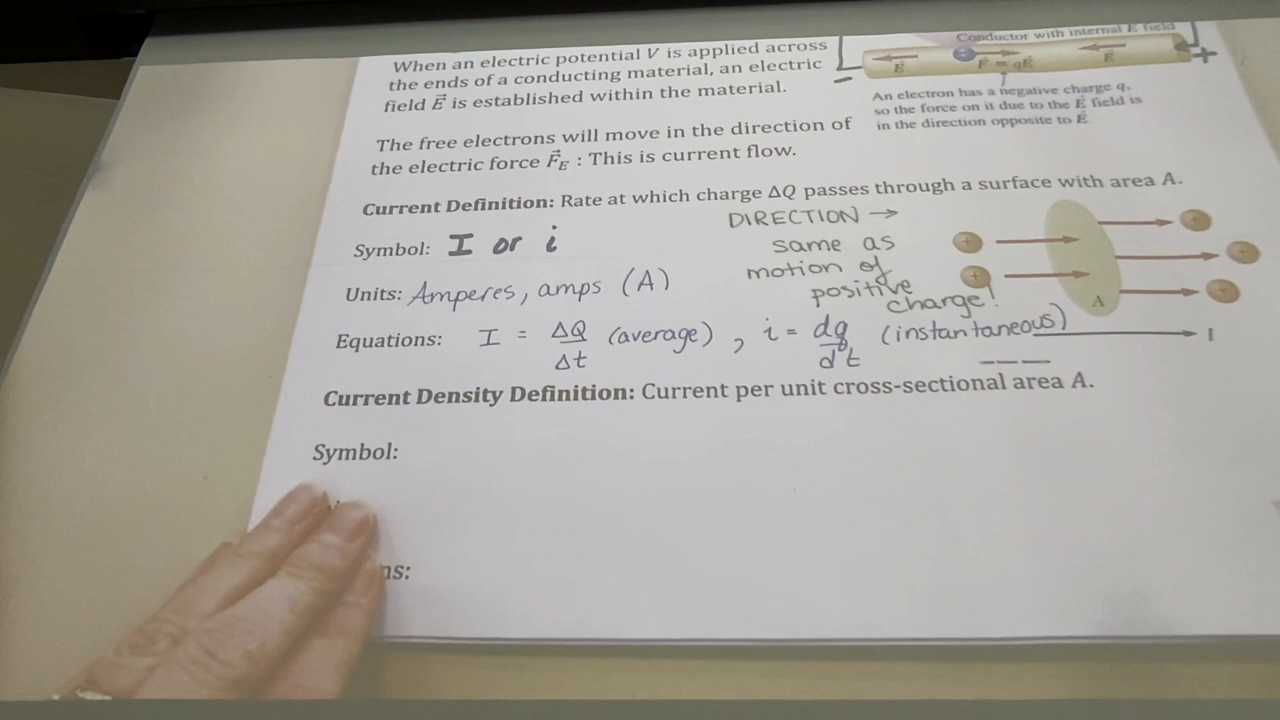 When an electric potential V is applied across
the ends of a conducting material, an electric
field E⃗ is established within the material.
Conductor with internal E⃗ field
−
+
E⃗
F⃗ = qE⃗
E⃗
An electron has a negative charge q,
so the force on it due to the E⃗ field is
in the direction opposite to E⃗
The free electrons will move in the direction of
the electric force F⃗_E : This is current flow.
Current Definition: Rate at which charge ΔQ passes through a surface with area A.
Symbol: I or i
DIRECTION →
same as
motion of
positive
charge!
Units: Amperes, amps (A)
+
+
+
+
+
A
Equations: I = ΔQ/Δt (average), i = dq/dt (instantaneous)
I
Current Density Definition: Current per unit cross-sectional area A.
Symbol:
ns: